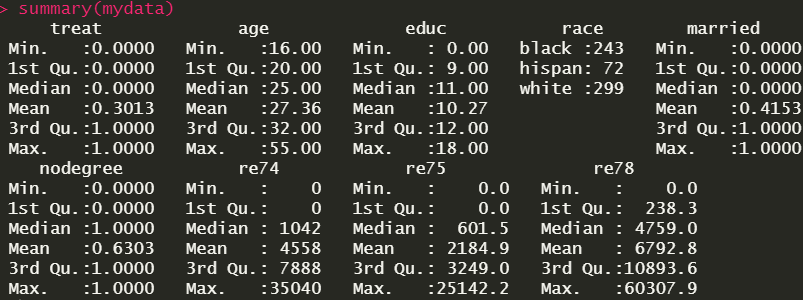 > summary(mydata)
     treat             age             educ           race        married
 Min.   :0.0000   Min.   :16.00   Min.   : 0.00   black :243   Min.   :0.0000
 1st Qu.:0.0000   1st Qu.:20.00   1st Qu.: 9.00   hispan: 72   1st Qu.:0.0000
 Median :0.0000   Median :25.00   Median :11.00   white :299   Median :0.0000
 Mean   :0.3013   Mean   :27.36   Mean   :10.27                Mean   :0.4153
 3rd Qu.:1.0000   3rd Qu.:32.00   3rd Qu.:12.00                3rd Qu.:1.0000
 Max.   :1.0000   Max.   :55.00   Max.   :18.00                Max.   :1.0000
    nodegree           re74            re75              re78
 Min.   :0.0000   Min.   :    0   Min.   :    0.0   Min.   :    0.0
 1st Qu.:0.0000   1st Qu.:    0   1st Qu.:    0.0   1st Qu.:  238.3
 Median :1.0000   Median : 1042   Median :  601.5   Median : 4759.0
 Mean   :0.6303   Mean   : 4558   Mean   : 2184.9   Mean   : 6792.8
 3rd Qu.:1.0000   3rd Qu.: 7888   3rd Qu.: 3249.0   3rd Qu.:10893.6
 Max.   :1.0000   Max.   :35040   Max.   :25142.2   Max.   :60307.9